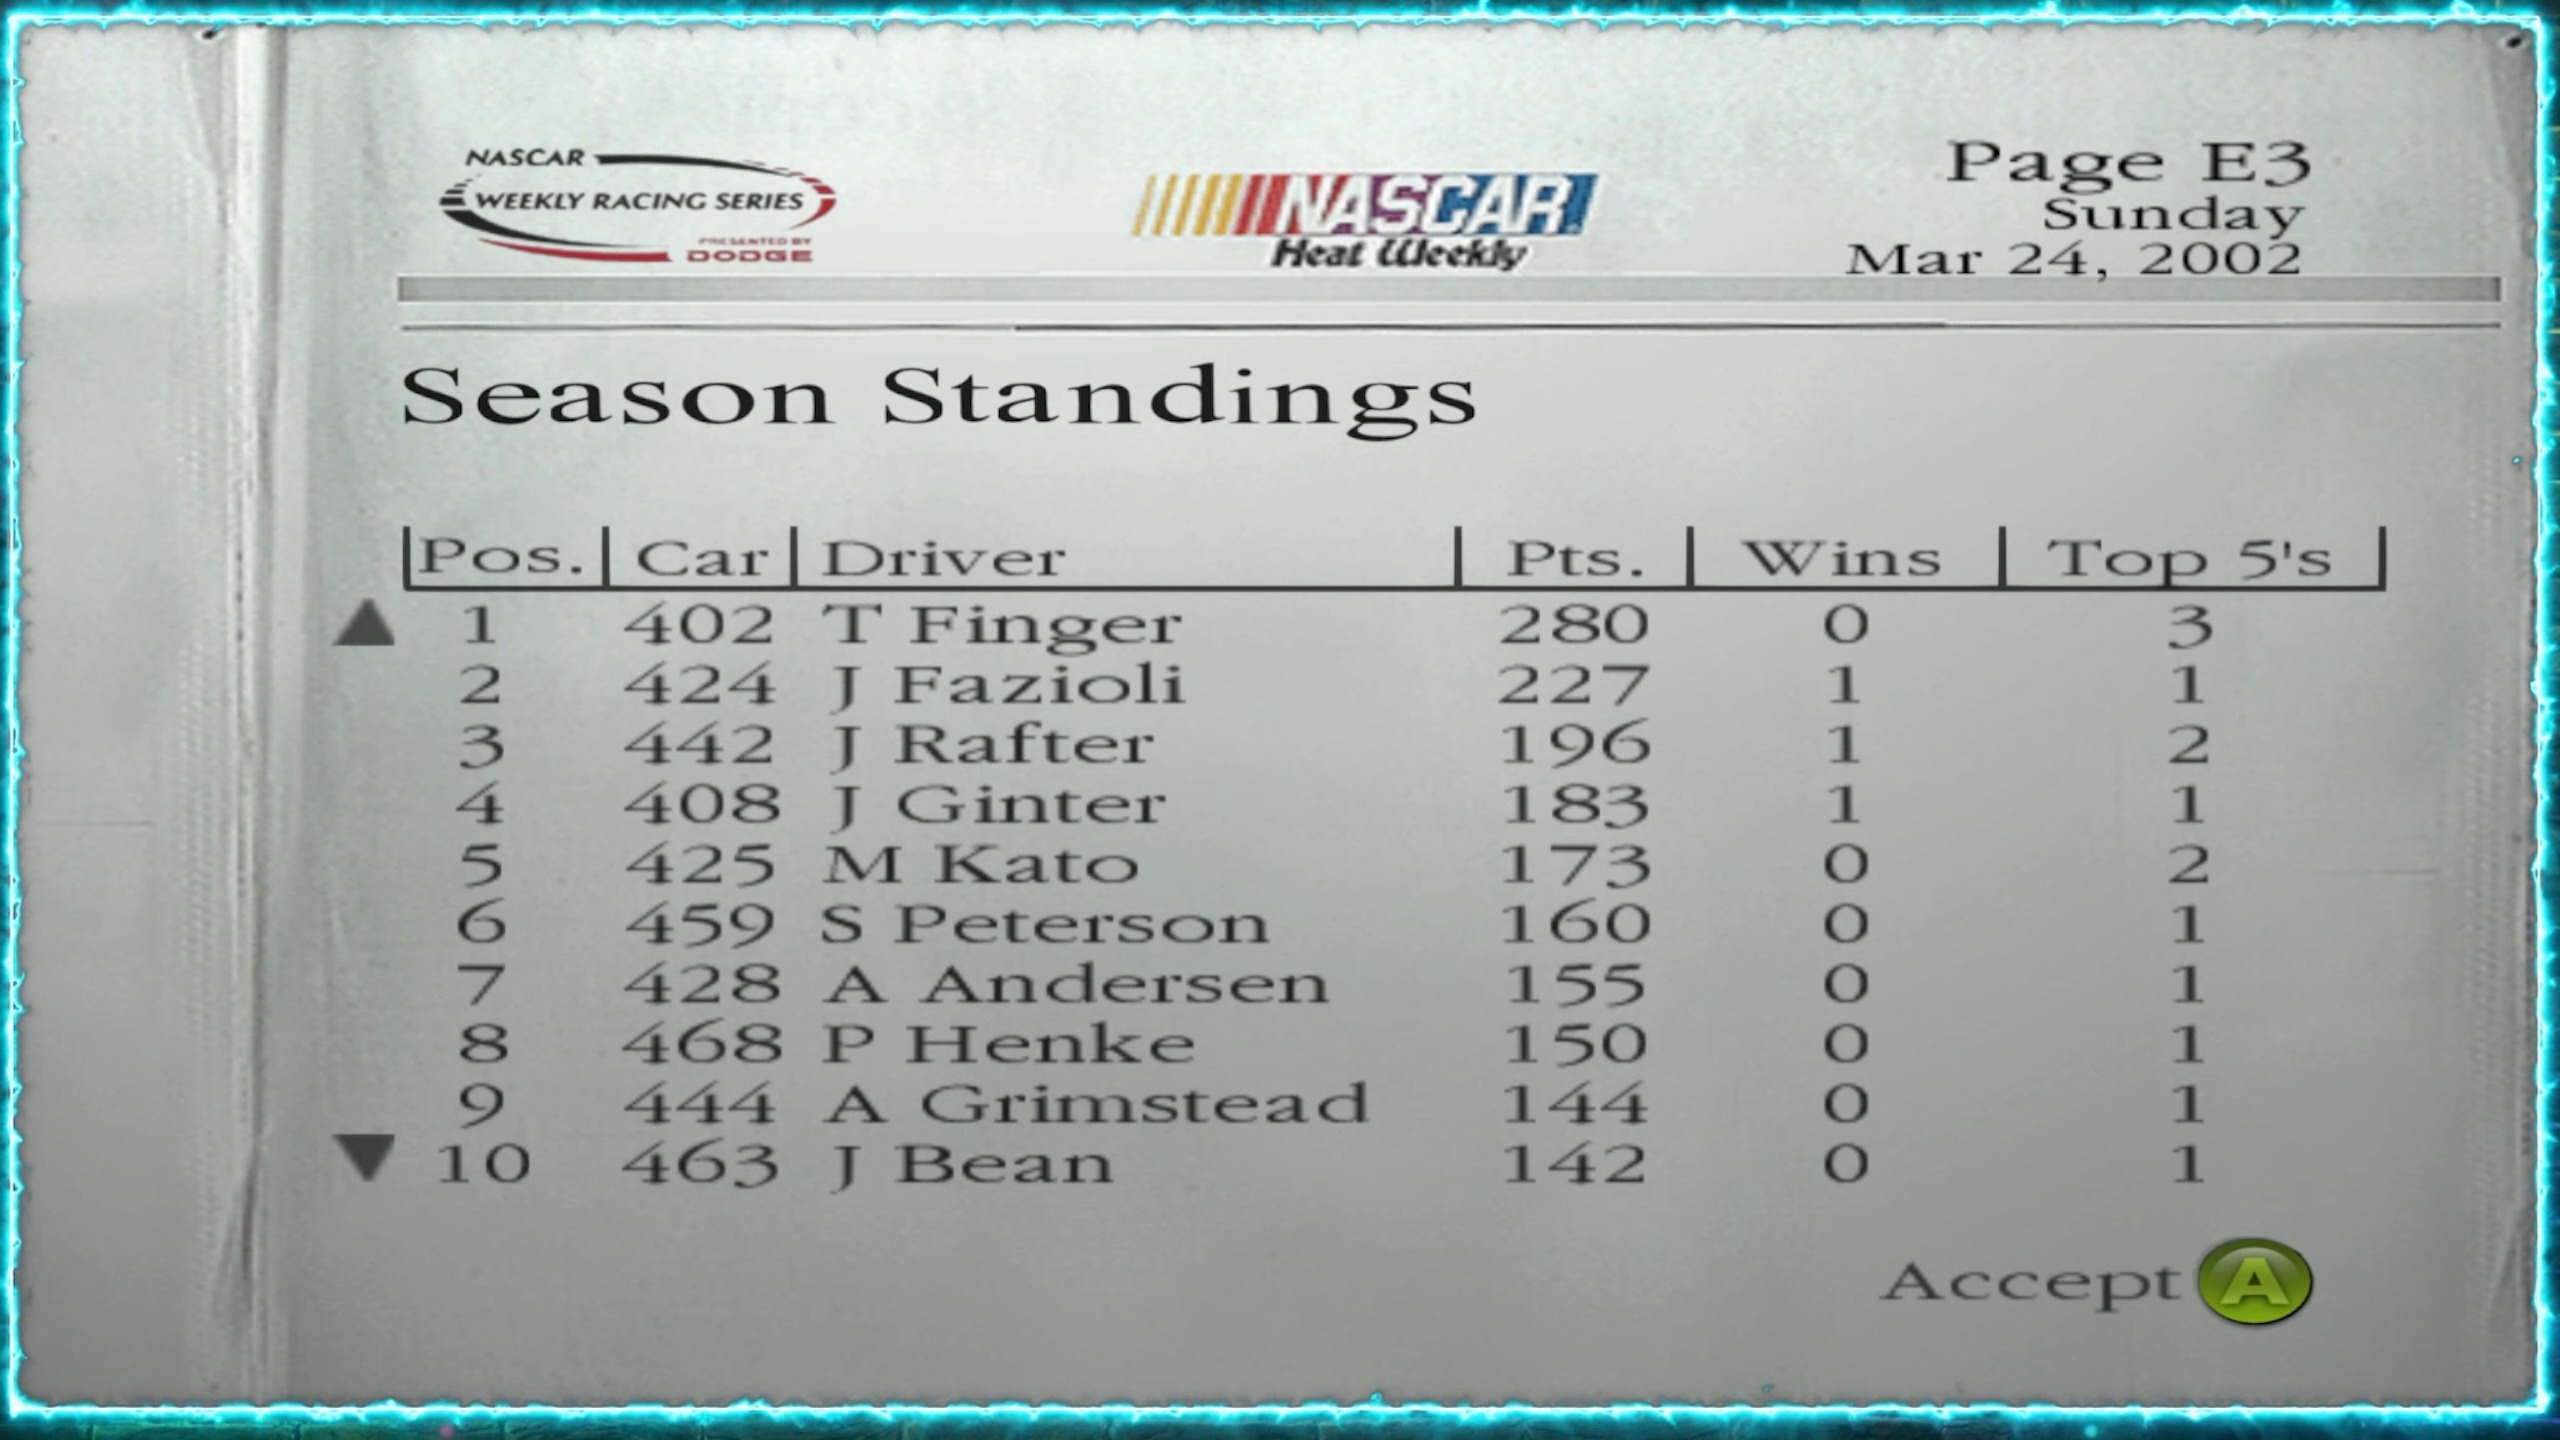 NASCAR
WEEKLY RACING SERIES
PRESENTED BY
DODGE
NASCAR
Heat Weekly
Page E3
Sunday
Mar 24, 2002
Season Standings
Pos. Car Driver Pts. Wins Top 5's
1 402 T Finger 280 0 3
2 424 J Fazioli 227 1 1
3 442 J Rafter 196 1 2
4 408 J Ginter 183 1 1
5 425 M Kato 173 0 2
6 459 S Peterson 160 0 1
7 428 A Andersen 155 0 1
8 468 P Henke 150 0 1
9 444 A Grimstead 144 0 1
10 463 J Bean 142 0 1
Accept A